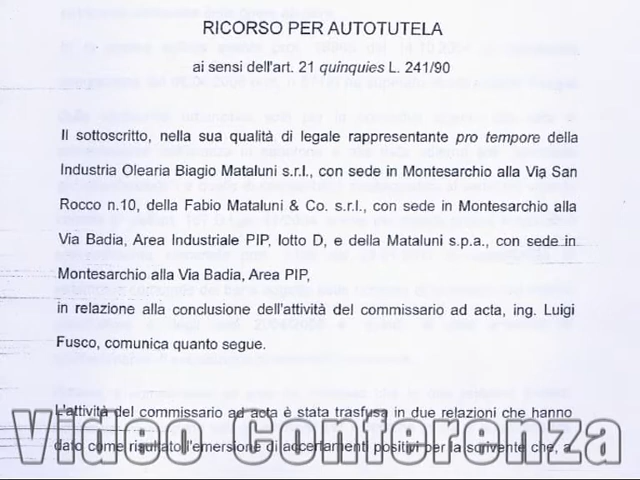 RICORSO PER AUTOTUTELA
ai sensi dell'art. 21 quinquies L. 241/90
Il sottoscritto, nella sua qualità di legale rappresentante pro tempore della
Industria Olearia Biagio Mataluni s.r.l., con sede in Montesarchio alla Via San
Rocco n.10, della Fabio Mataluni & Co. s.r.l., con sede in Montesarchio alla
Via Badia, Area Industriale PIP, lotto D, e della Mataluni s.p.a., con sede in
Montesarchio alla Via Badia, Area PIP,
in relazione alla conclusione dell'attività del commissario ad acta, ing. Luigi
Fusco, comunica quanto segue.
L'attività del commissario ad acta è stata trasfusa in due relazioni che hanno
dato come risultato l'emersione di accertamenti positivi per la scrivente che, a
Video Conferenza